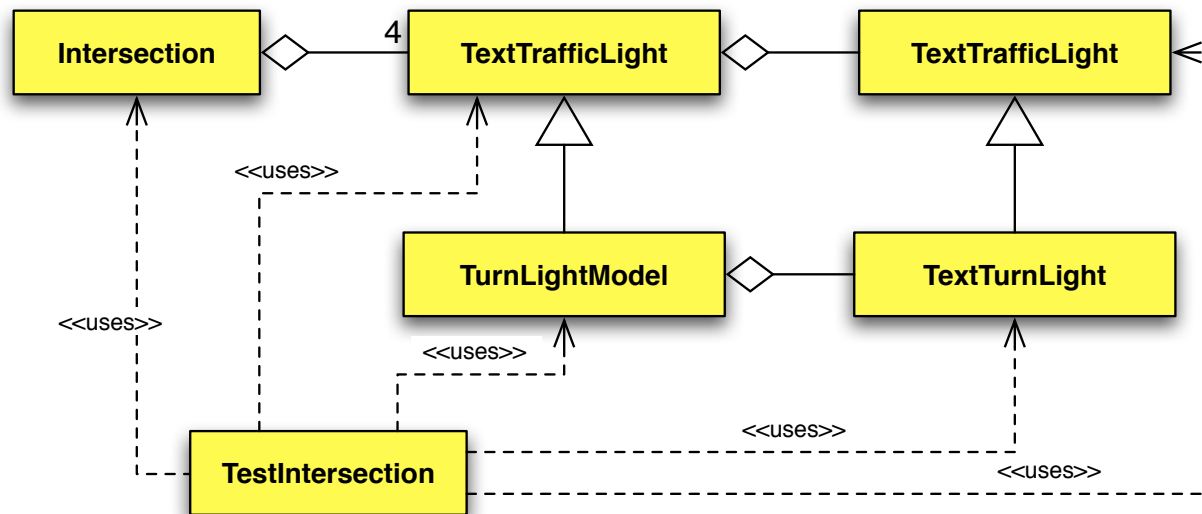 Intersection
4
TextTrafficLight
TextTrafficLight
<<uses>>
TurnLightModel
TextTurnLight
<<uses>>
<<uses>>
TestIntersection
<<uses>>
<<uses>>